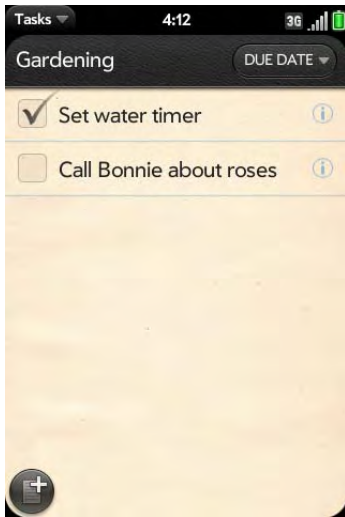 Tasks 4:12 3G
Gardening DUE DATE
Set water timer
Call Bonnie about roses